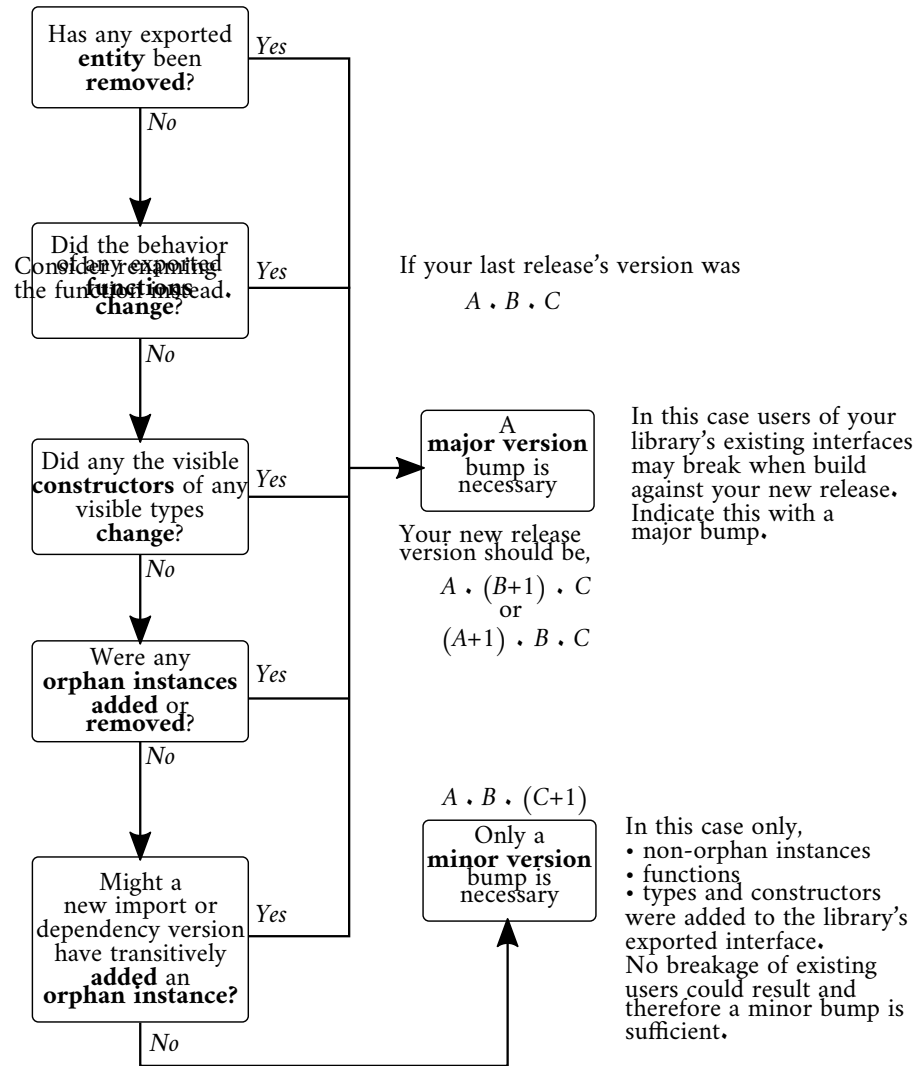 Has any exported
entity been
removed?
Yes
No
Did the behavior
of any exported
functions
change?
Consider renaming
the function instead.
Yes
No
If your last release's version was
A . B . C
Did any the visible
constructors of any
visible types
change?
Yes
No
A
major version
bump is
necessary
In this case users of your
library's existing interfaces
may break when build
against your new release.
Indicate this with a
major bump.
Your new release
version should be,
A . (B+1) . C
or
(A+1) . B . C
Were any
orphan instances
added or
removed?
Yes
No
Might a
new import or
dependency version
have transitively
added an
orphan instance?
Yes
No
A . B . (C+1)
Only a
minor version
bump is
necessary
In this case only,
• non-orphan instances
• functions
• types and constructors
were added to the library's
exported interface.
No breakage of existing
users could result and
therefore a minor bump is
sufficient.